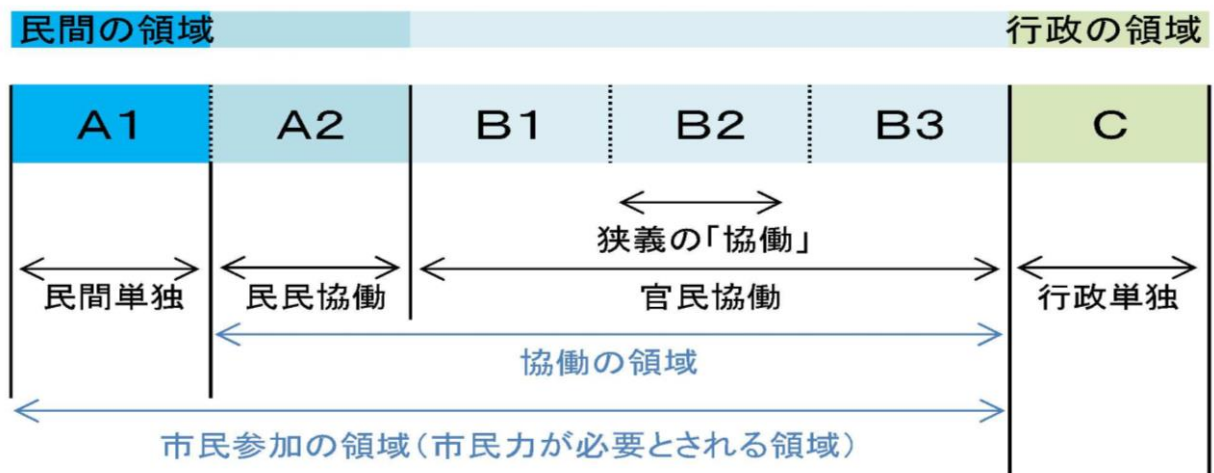 民間の領域 行政の領域
A1 A2 B1 B2 B3 C
狭義の「協働」
民間単独 民民協働 官民協働 行政単独
協働の領域
市民参加の領域(市民力が必要とされる領域)